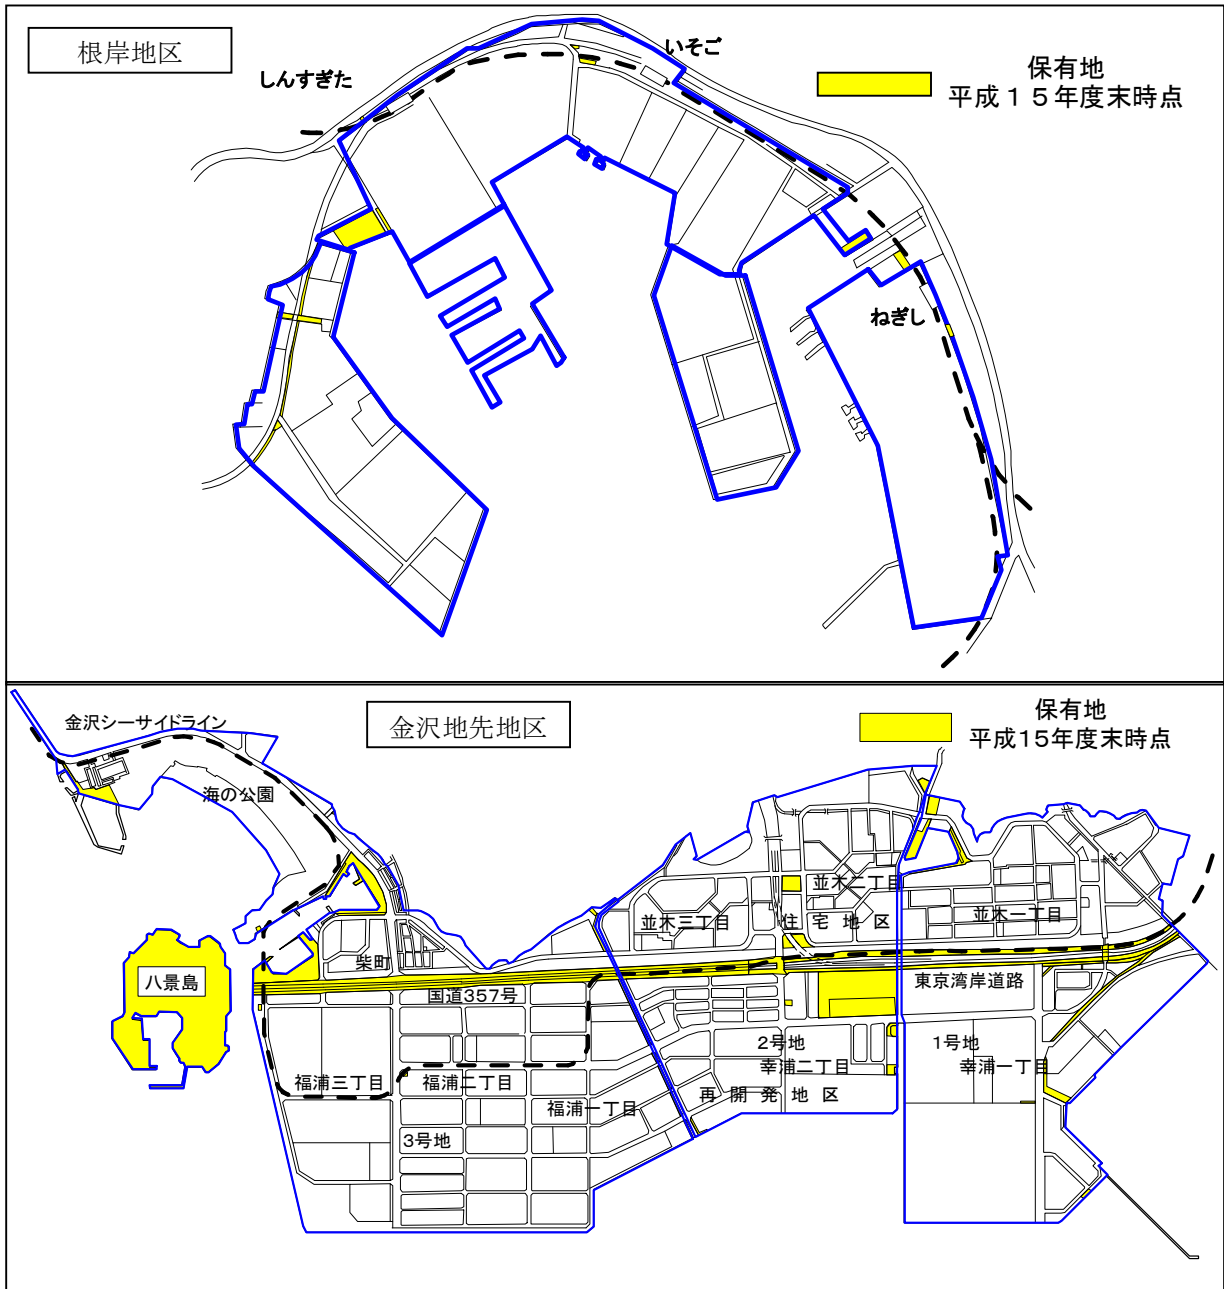 根岸地区
いそご
しんすぎた
保有地
平成１５年度末時点
ねぎし
金沢地先地区
保有地
平成15年度末時点
金沢シーサイドライン
海の公園
並木二丁目
並木三丁目
住宅地区
並木一丁目
柴町
八景島
国道357号
東京湾岸道路
2号地
幸浦二丁目
1号地
幸浦一丁目
福浦三丁目
福浦二丁目
福浦一丁目
再開発地区
3号地